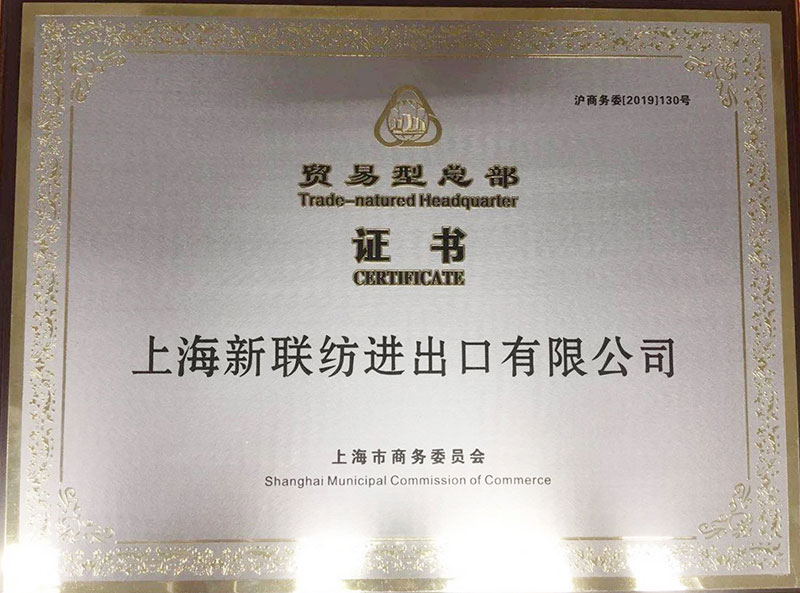 沪商务委[2019]130号
贸易型总部
Trade-natured Headquarter
证书
CERTIFICATE
上海新联纺进出口有限公司
上海市商务委员会
Shanghai Municipal Commission of Commerce